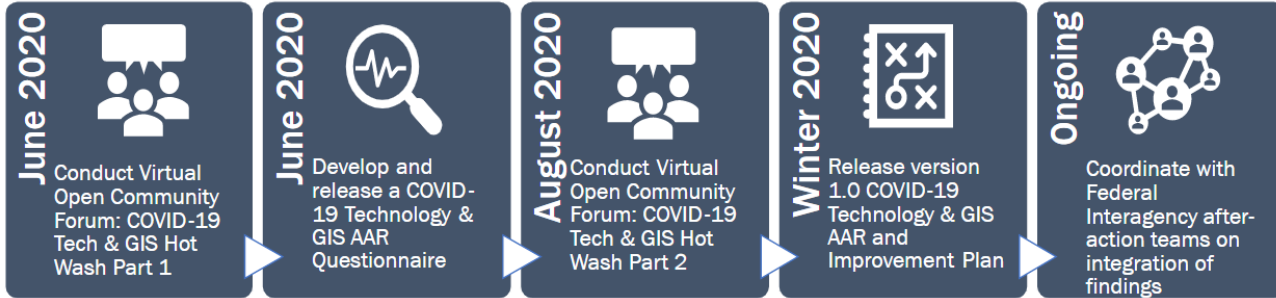 June 2020
Conduct Virtual
Open Community
Forum: COVID-19
Tech & GIS Hot
Wash Part 1
June 2020
Develop and
release a COVID-
19 Technology &
GIS AAR
Questionnaire
August 2020
Conduct Virtual
Open Community
Forum: COVID-19
Tech & GIS Hot
Wash Part 2
Winter 2020
Release version
1.0 COVID-19
Technology & GIS
AAR and
Improvement Plan
Ongoing
Coordinate with
Federal
Interagency after-
action teams on
integration of
findings